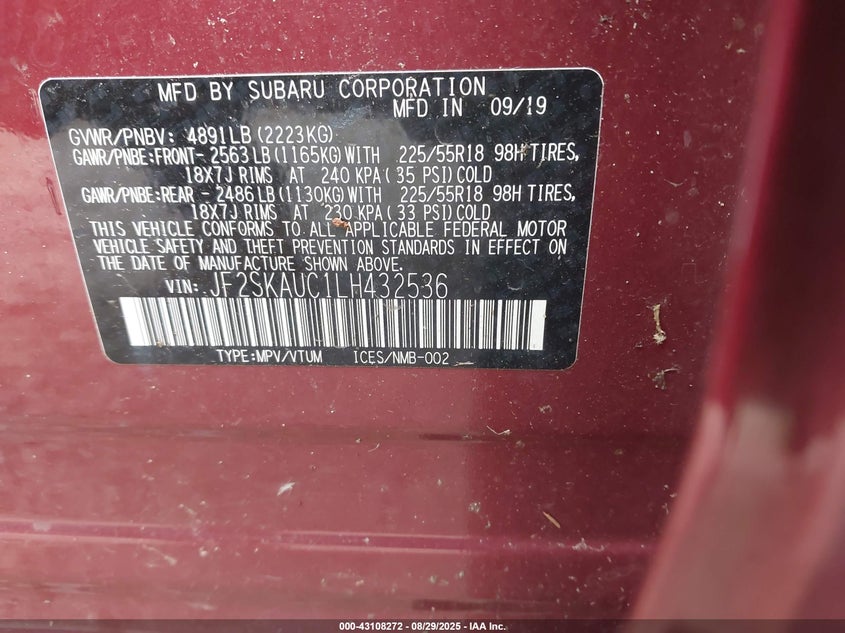 MFD BY SUBARU CORPORATION
MFD IN 09/19
GVWR/PNBV: 4891LB(2223KG)
GAWR/PNBE:FRONT- 2563LB(1165KG)WITH 225/55R18 98H TIRES,
18X7J RIMS AT 240 KPA(35 PSI)COLD
GAWR/PNBE:REAR - 2486LB(1130KG)WITH 225/55R18 98H TIRES,
18X7J RIMS AT 230 KPA(33 PSI)COLD
THIS VEHICLE CONFORMS TO ALL APPLICABLE FEDERAL MOTOR
VEHICLE SAFETY AND THEFT PREVENTION STANDARDS IN EFFECT ON
THE DATE OF MANUFACTURE SHOWN ABOVE.
VIN: JF2SKAUC1LH432536
TYPE:MPV/VTUM ICES/NMB-002
000-43108272 - 08/29/2025 - IAA Inc.